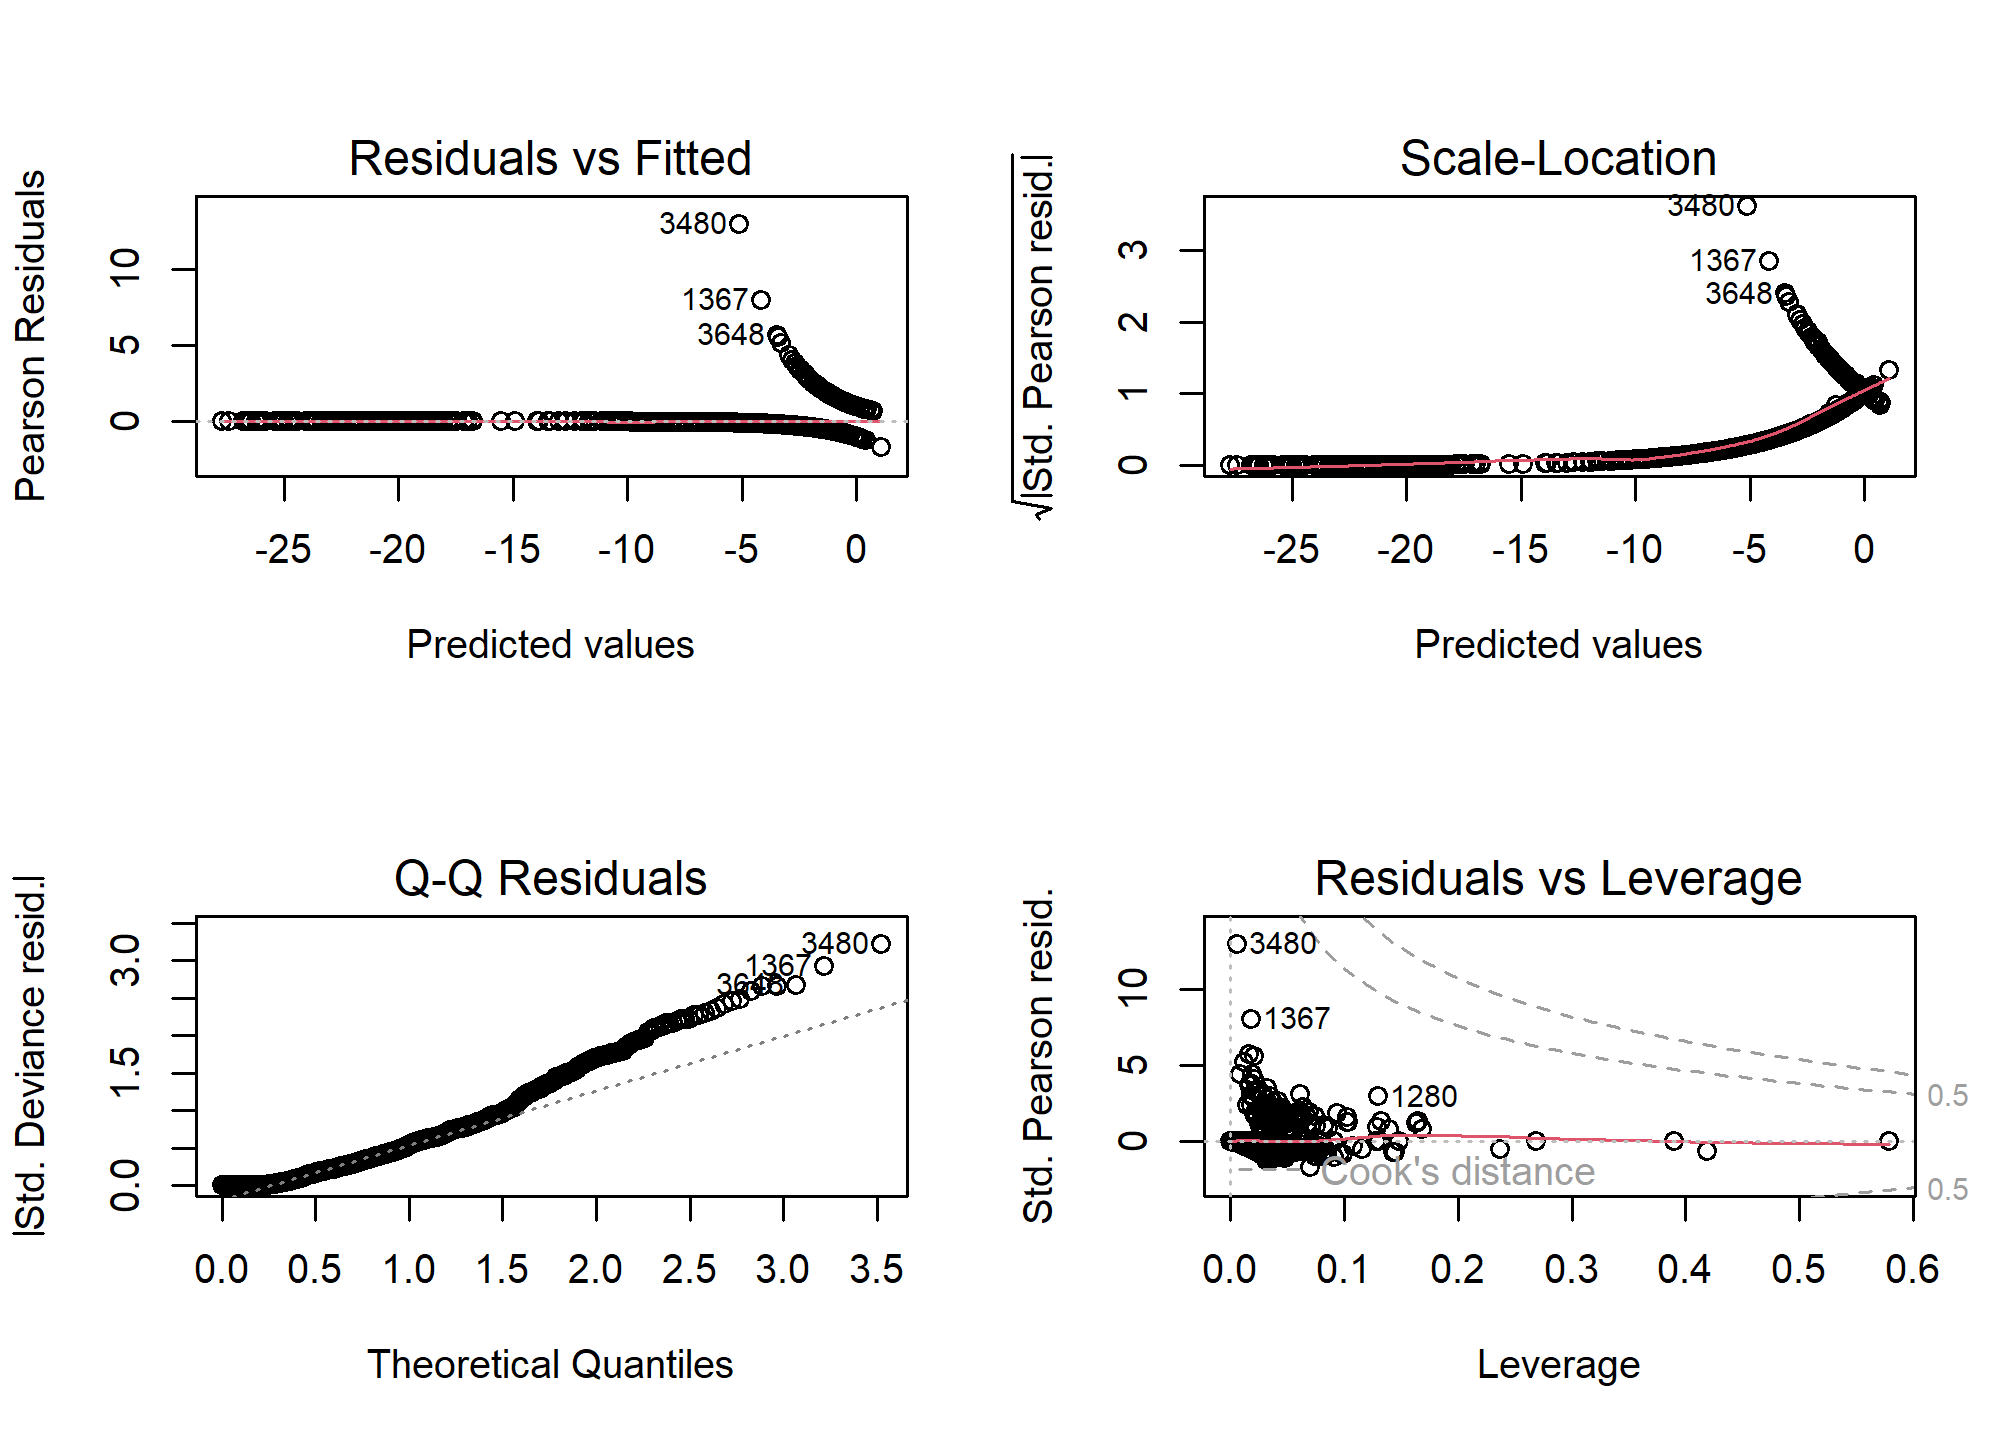 Residuals vs Fitted
Pearson Residuals
0 5 10
3480
1367
3648
-25 -20 -15 -10 -5 0
Predicted values
Scale-Location
√|Std. Pearson resid.|
0 1 2 3
3480
1367
3648
-25 -20 -15 -10 -5 0
Predicted values
Q-Q Residuals
|Std. Deviance resid.|
0.0 1.5 3.0
3480
1367
3648
0.0 0.5 1.0 1.5 2.0 2.5 3.0 3.5
Theoretical Quantiles
Residuals vs Leverage
Std. Pearson resid.
0 5 10
3480
1367
1280
0.5
Cook's distance
0.5
0.0 0.1 0.2 0.3 0.4 0.5 0.6
Leverage